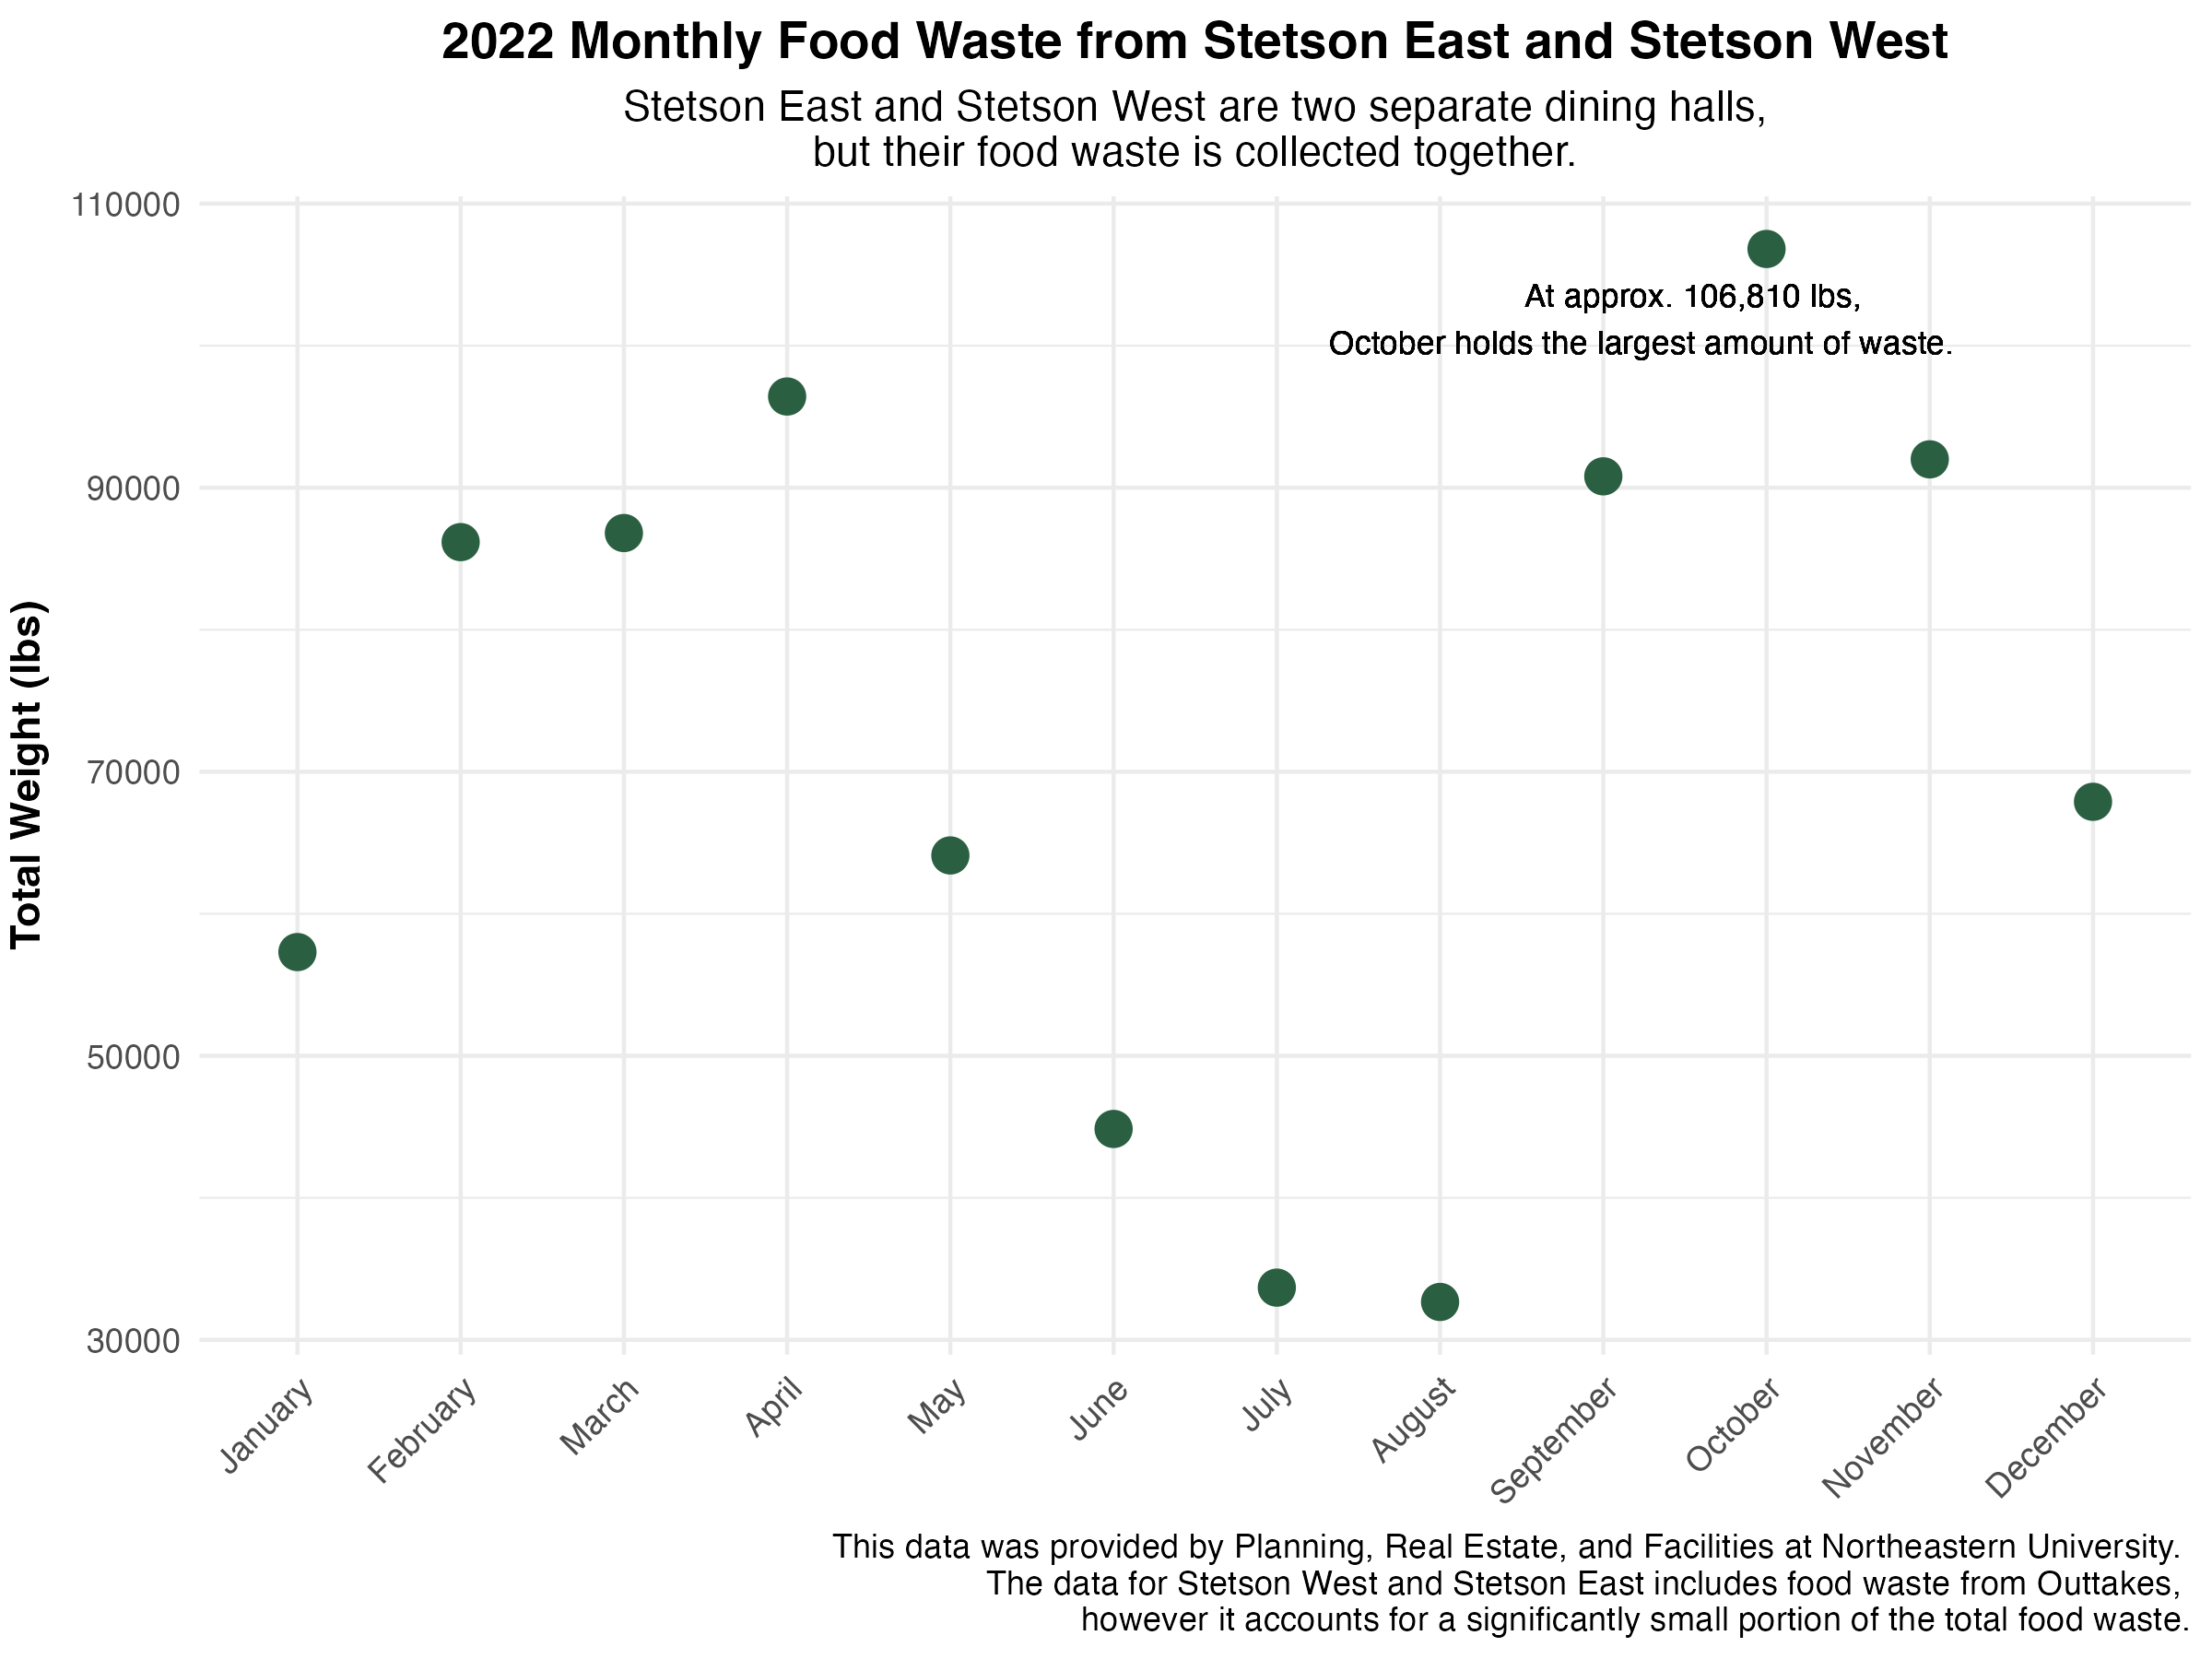 2022 Monthly Food Waste from Stetson East and Stetson West
Stetson East and Stetson West are two separate dining halls,
but their food waste is collected together.
Total Weight (lbs)
110000
90000
70000
50000
30000
At approx. 106,810 lbs,
October holds the largest amount of waste.
January
February
March
April
May
June
July
August
September
October
November
December
This data was provided by Planning, Real Estate, and Facilities at Northeastern University.
The data for Stetson West and Stetson East includes food waste from Outtakes,
however it accounts for a significantly small portion of the total food waste.